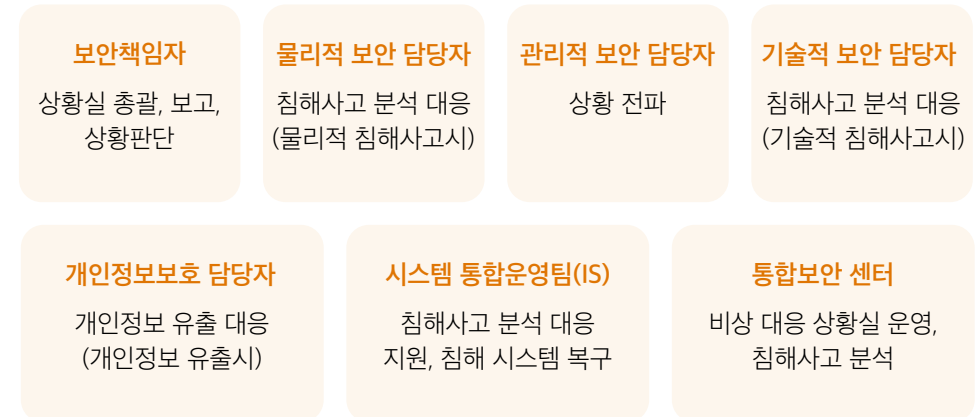 보안책임자
상황실 총괄, 보고,
상황판단
물리적 보안 담당자
침해사고 분석 대응
(물리적 침해사고시)
관리적 보안 담당자
상황 전파
기술적 보안 담당자
침해사고 분석 대응
(기술적 침해사고시)
개인정보보호 담당자
개인정보 유출 대응
(개인정보 유출시)
시스템 통합운영팀(IS)
침해사고 분석 대응
지원, 침해 시스템 복구
통합보안 센터
비상 대응 상황실 운영,
침해사고 분석